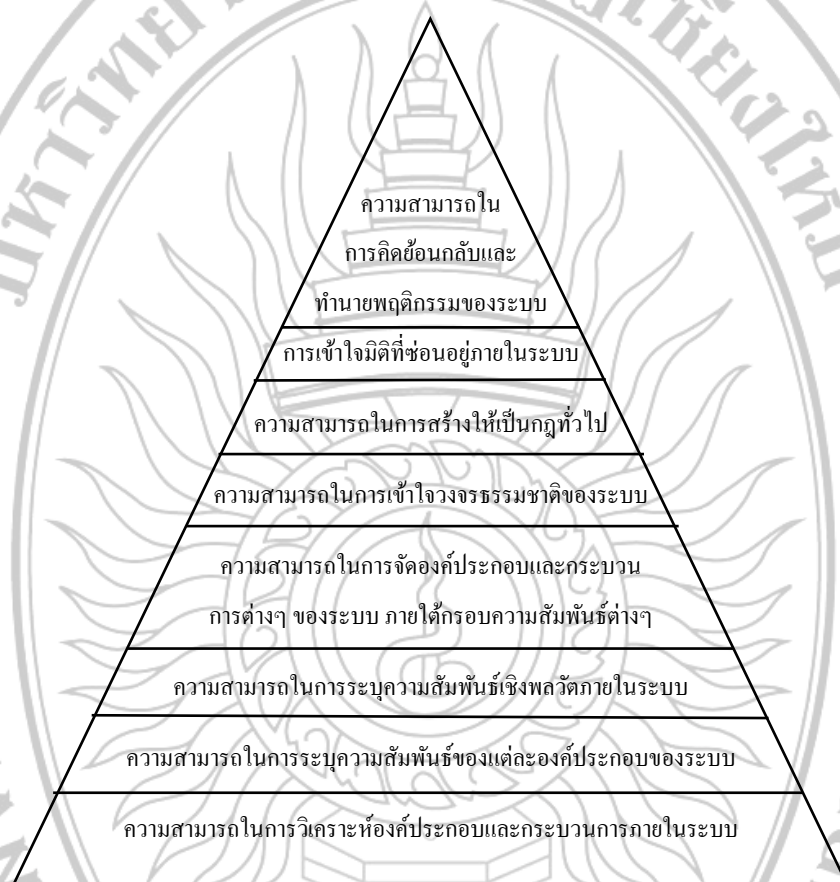 ความสามารถใน
การคิดย้อนกลับและ
ทำนายพฤติกรรมของระบบ
การเข้าใจมิติที่ซ่อนอยู่ภายในระบบ
ความสามารถในการสร้างให้เป็นกฎทั่วไป
ความสามารถในการเข้าใจวงจรธรรมชาติของระบบ
ความสามารถในการจัดองค์ประกอบและกระบวน
การต่างๆ ของระบบ ภายใต้กรอบความสัมพันธ์ต่างๆ
ความสามารถในการระบุความสัมพันธ์เชิงพลวัตภายในระบบ
ความสามารถในการระบุความสัมพันธ์ของแต่ละองค์ประกอบของระบบ
ความสามารถในการวิเคราะห์องค์ประกอบและกระบวนการภายในระบบ